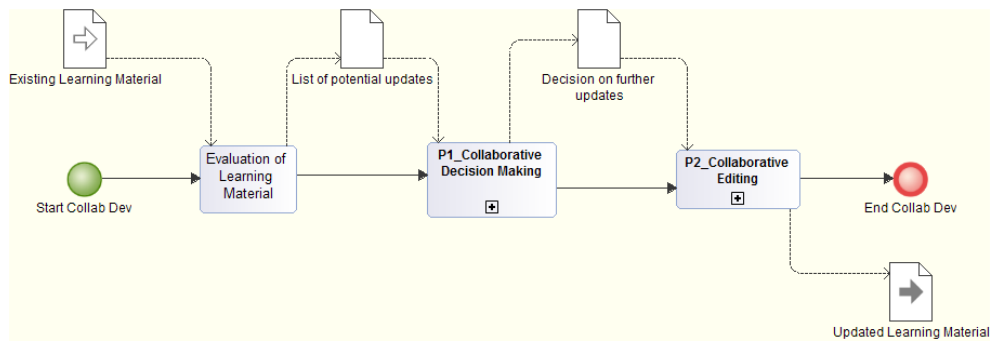 Existing Learning Material
List of potential updates
Decision on further
updates
Start Collab Dev
Evaluation of
Learning
Material
P1_Collaborative
Decision Making
P2_Collaborative
Editing
End Collab Dev
Updated Learning Material